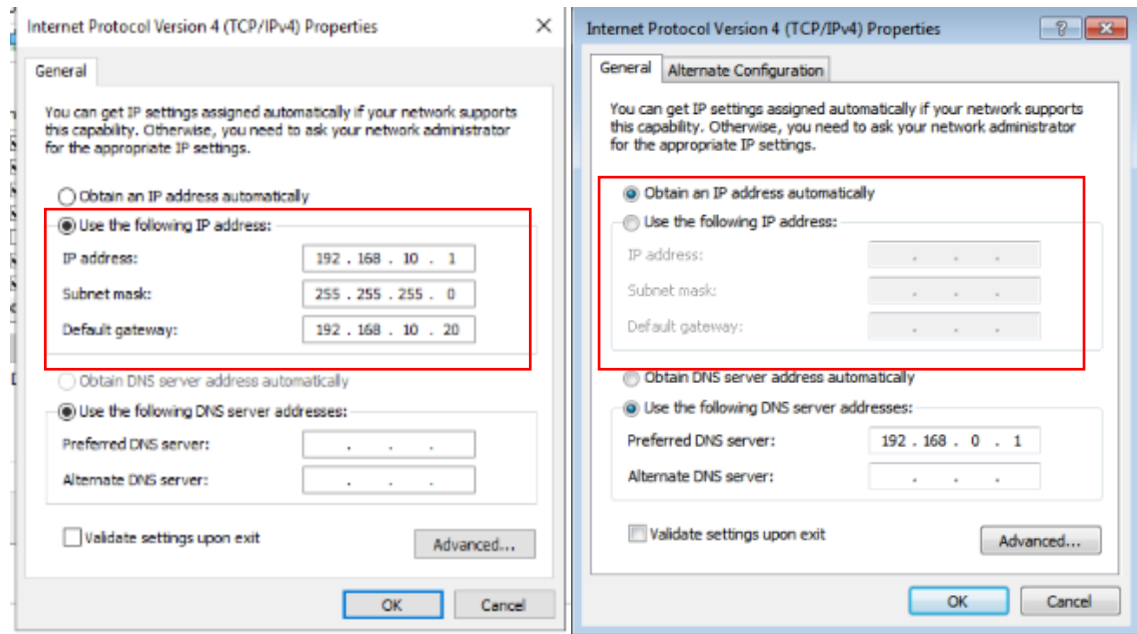 Internet Protocol Version 4 (TCP/IPv4) Properties
General
You can get IP settings assigned automatically if your network supports
this capability. Otherwise, you need to ask your network administrator
for the appropriate IP settings.
Obtain an IP address automatically
Use the following IP address:
IP address: 192 . 168 . 10 . 1
Subnet mask: 255 . 255 . 255 . 0
Default gateway: 192 . 168 . 10 . 20
Obtain DNS server address automatically
Use the following DNS server addresses:
Preferred DNS server: . . .
Alternate DNS server: . . .
Validate settings upon exit
Advanced...
OK Cancel
Internet Protocol Version 4 (TCP/IPv4) Properties
General Alternate Configuration
You can get IP settings assigned automatically if your network supports
this capability. Otherwise, you need to ask your network administrator
for the appropriate IP settings.
Obtain an IP address automatically
Use the following IP address:
IP address: . . .
Subnet mask: . . .
Default gateway: . . .
Obtain DNS server address automatically
Use the following DNS server addresses:
Preferred DNS server: 192 . 168 . 0 . 1
Alternate DNS server: . . .
Validate settings upon exit
Advanced...
OK Cancel